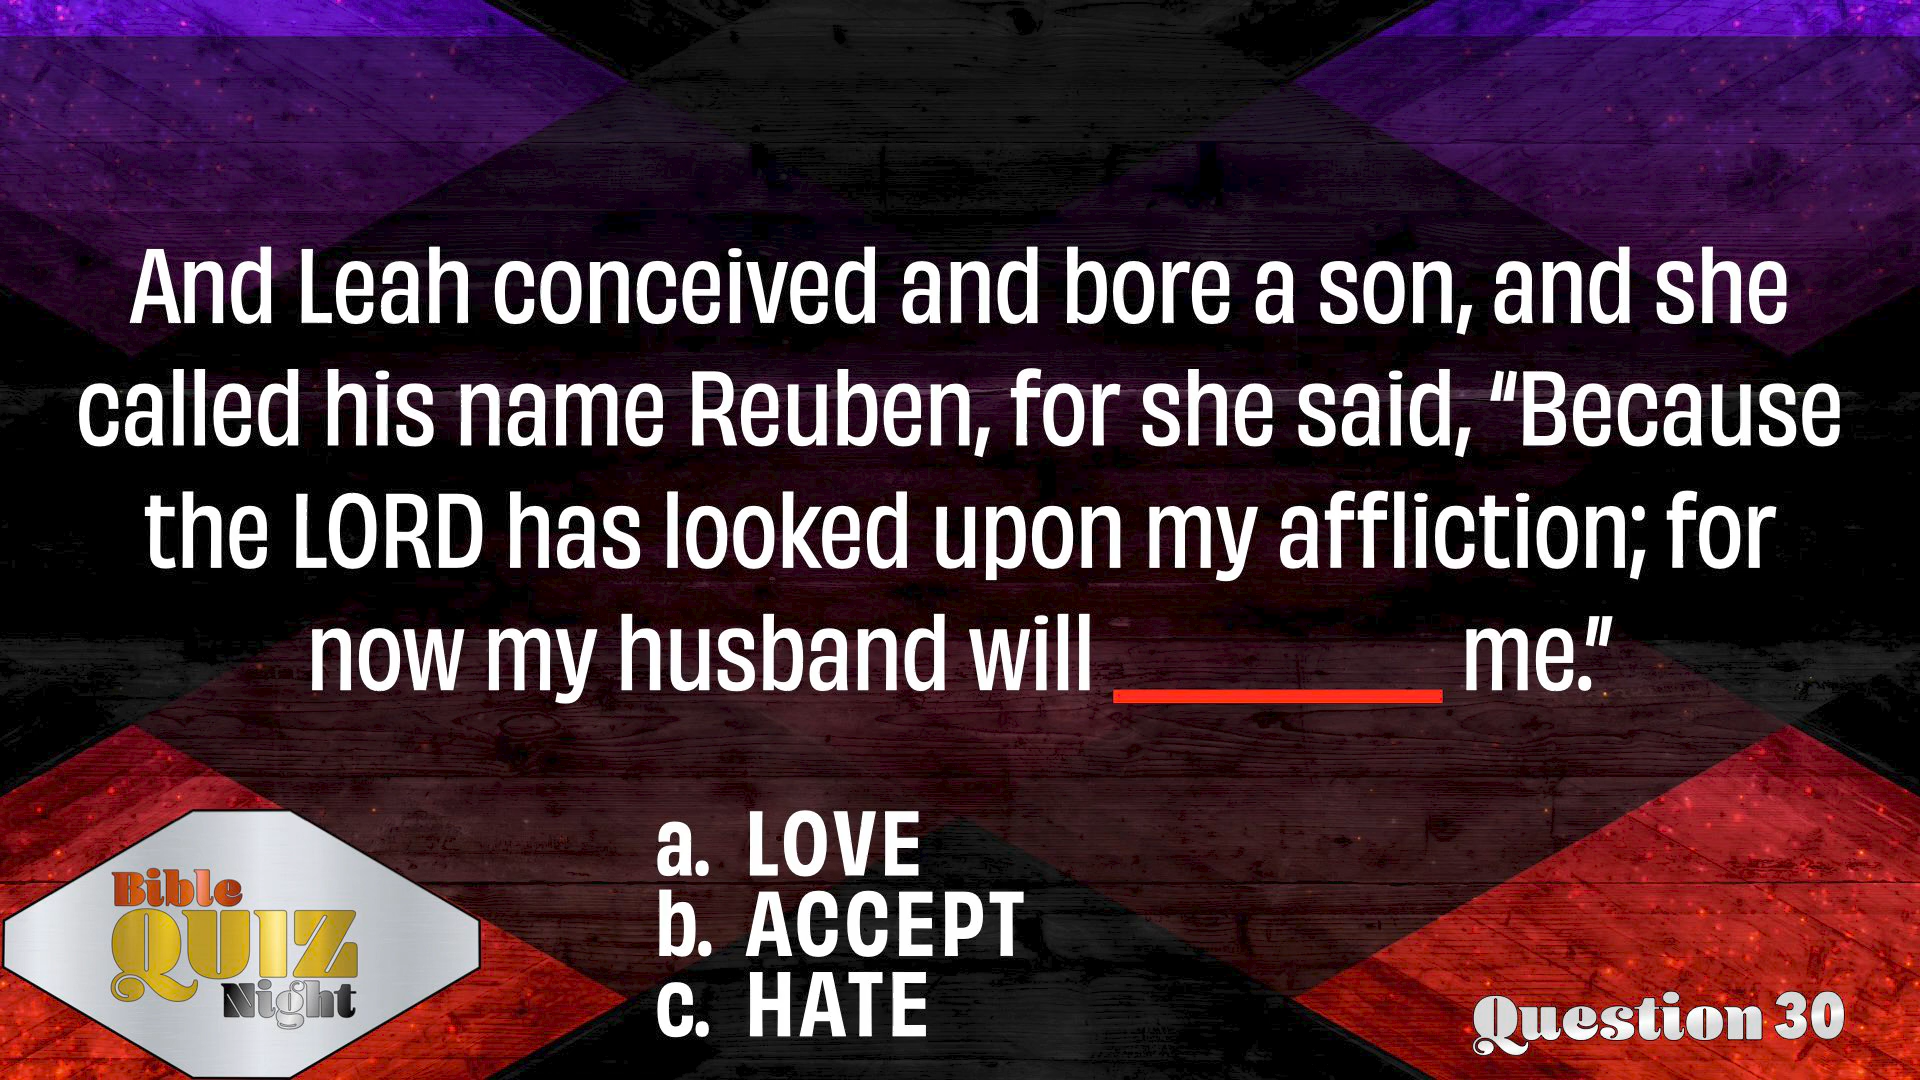 And Leah conceived and bore a son, and she
called his name Reuben, for she said, “Because
the LORD has looked upon my affliction; for
now my husband will ________ me.”
a. LOVE
b. ACCEPT
c. HATE
Bible
QUIZ
Night
Question 30